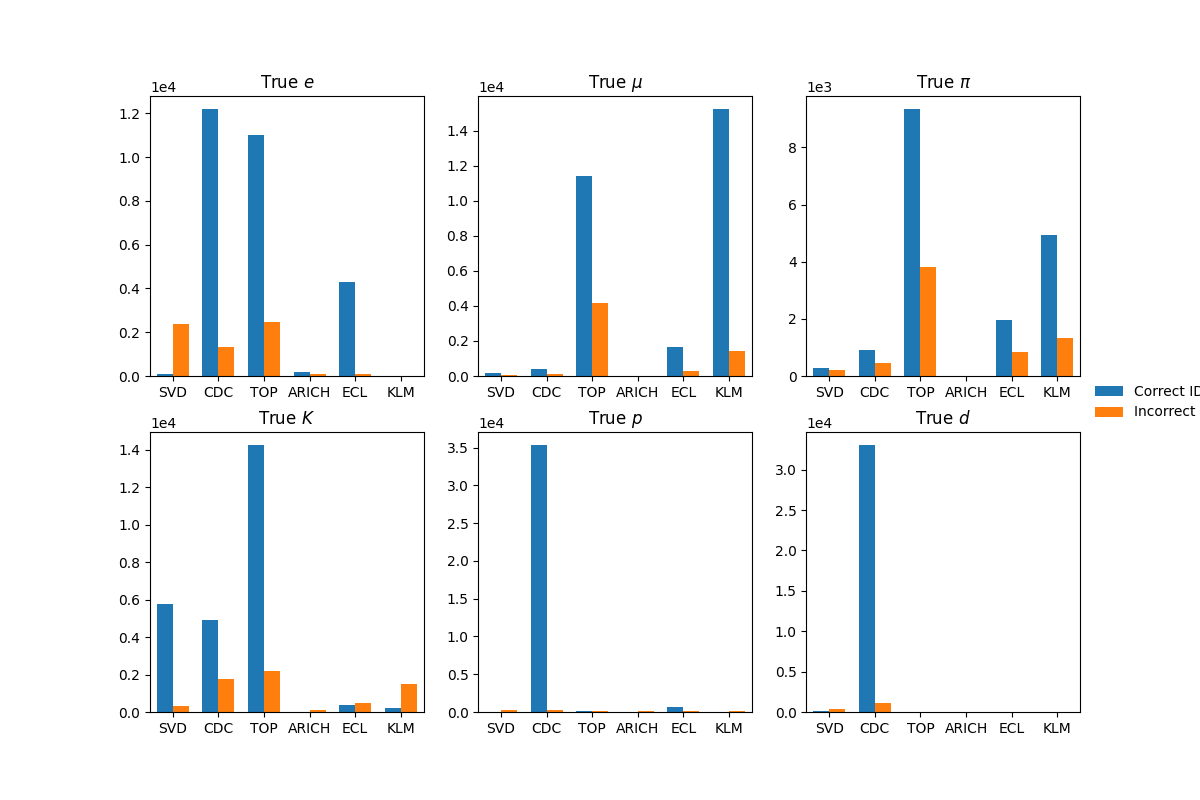 True e
1e4
1.2
1.0
0.8
0.6
0.4
0.2
0.0
SVD CDC TOP ARICH ECL KLM
True μ
1e4
1.4
1.2
1.0
0.8
0.6
0.4
0.2
0.0
SVD CDC TOP ARICH ECL KLM
True π
1e3
8
6
4
2
0
SVD CDC TOP ARICH ECL KLM
Correct ID
Incorrect
True K
1e4
1.4
1.2
1.0
0.8
0.6
0.4
0.2
0.0
SVD CDC TOP ARICH ECL KLM
True p
1e4
3.5
3.0
2.5
2.0
1.5
1.0
0.5
0.0
SVD CDC TOP ARICH ECL KLM
True d
1e4
3.0
2.5
2.0
1.5
1.0
0.5
0.0
SVD CDC TOP ARICH ECL KLM